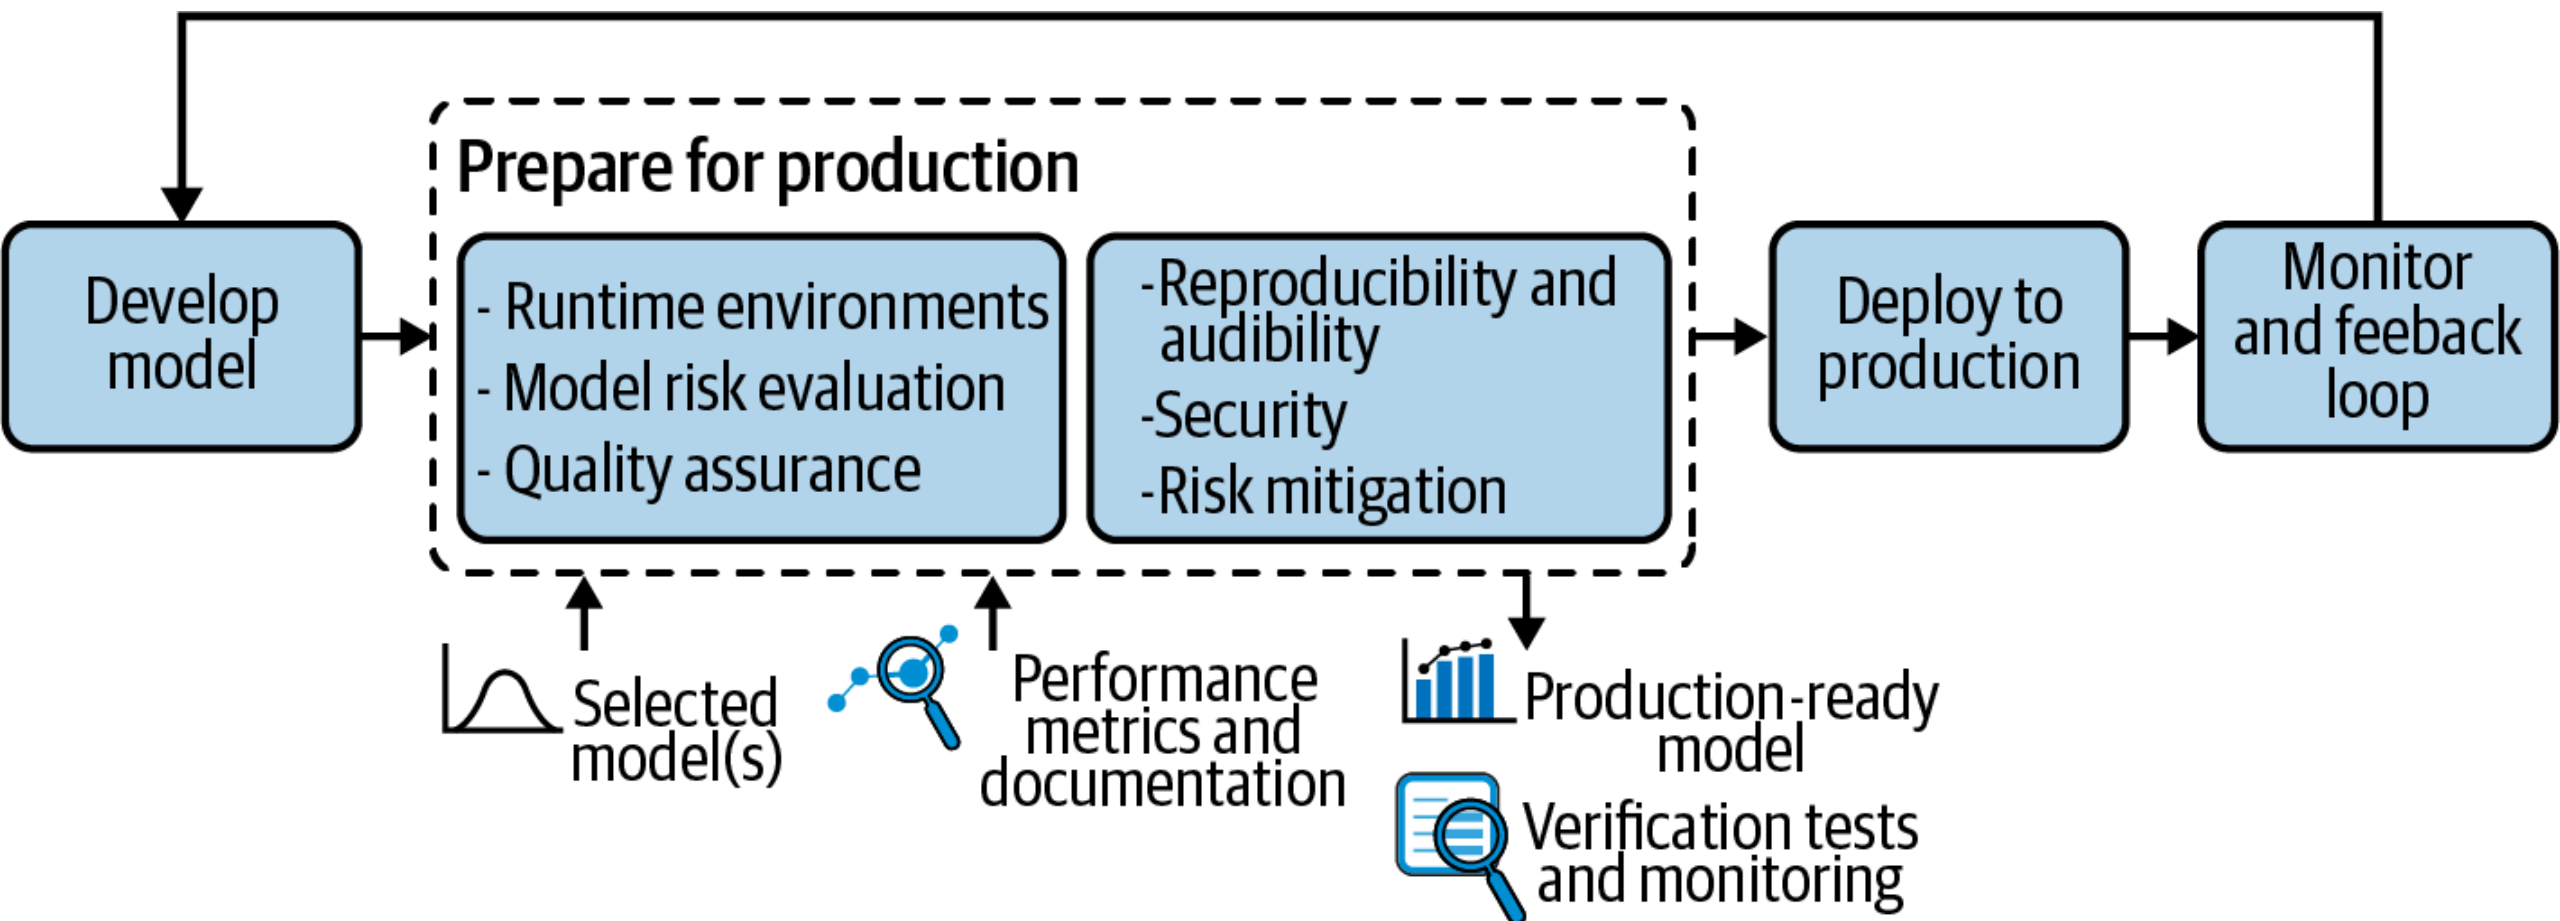 Prepare for production
Develop
model
- Runtime environments
- Model risk evaluation
- Quality assurance
-Reproducibility and
audibility
-Security
-Risk mitigation
Deploy to
production
Monitor
and feeback
loop
Selected
model(s)
Performance
metrics and
documentation
Production-ready
model
Verification tests
and monitoring